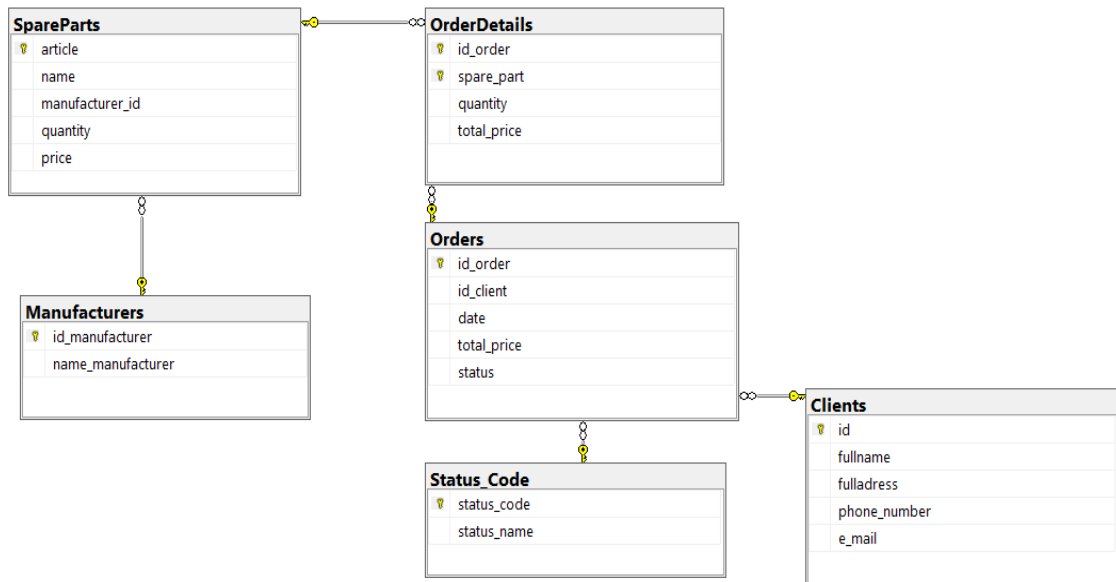 SpareParts
article
name
manufacturer_id
quantity
price
OrderDetails
id_order
spare_part
quantity
total_price
Orders
id_order
id_client
date
total_price
status
Manufacturers
id_manufacturer
name_manufacturer
Status_Code
status_code
status_name
Clients
id
fullname
fulladress
phone_number
e_mail